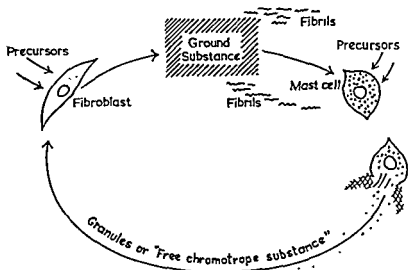 Fibrils
Precursors
Ground
Substance
Precursors
Mast cell
Fibroblast
Fibrils
Granules or "Free chromotrope substance"